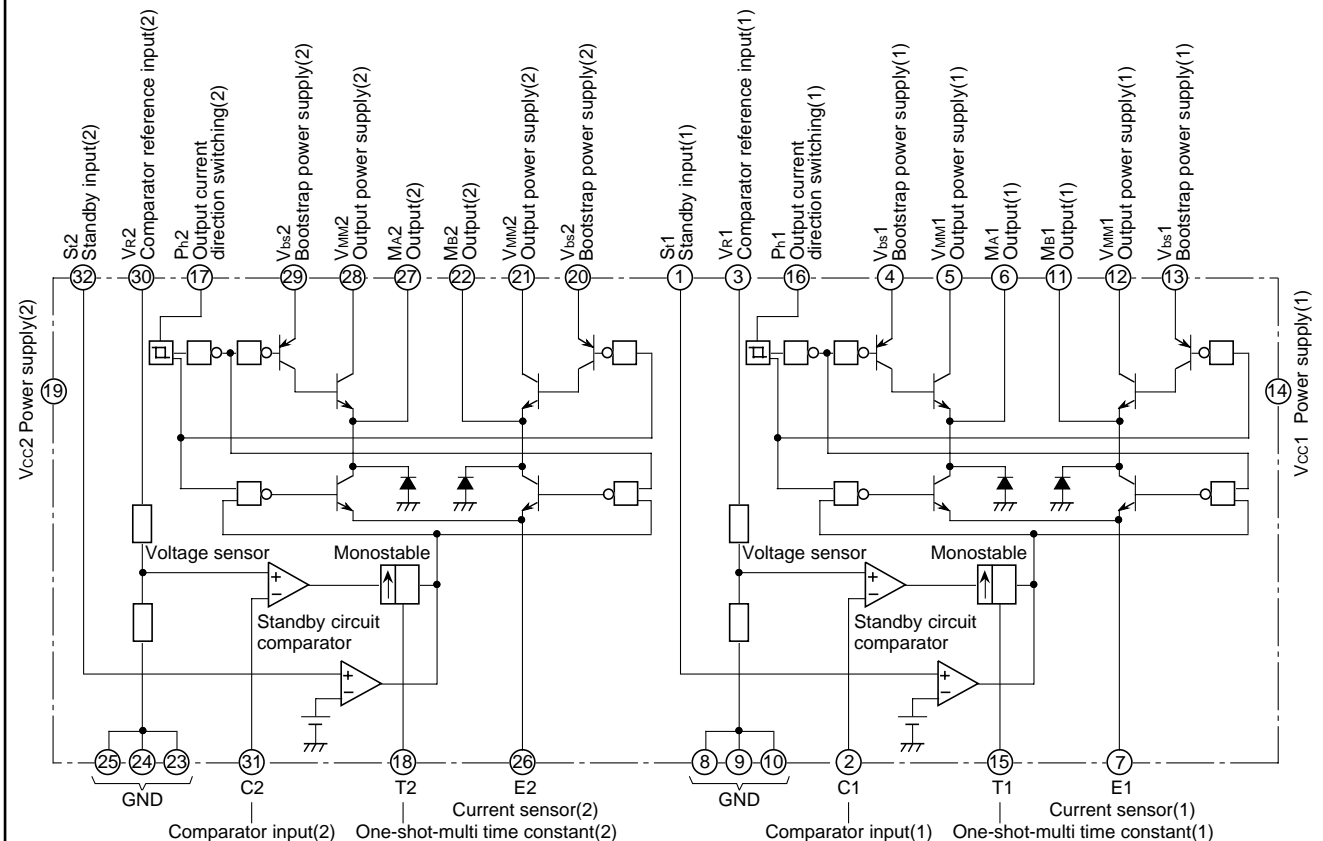 Si2
Standby input(2)
VR2
Comparator reference input(2)
Ph2
Output current
direction switching(2)
Vbs2
Bootstrap power supply(2)
VMM2
Output power supply(2)
MA2
Output(2)
MB2
Output(2)
VMM2
Output power supply(2)
Vbs2
Bootstrap power supply(2)
Si1
Standby input(1)
VR1
Comparator reference input(1)
Ph1
Output current
direction switching(1)
Vbs1
Bootstrap power supply(1)
VMM1
Output power supply(1)
MA1
Output(1)
MB1
Output(1)
VMM1
Output power supply(1)
Vbs1
Bootstrap power supply(1)
32 30 17 29 28 27 22 21 20 1 3 16 4 5 6 11 12 13
Vcc2 Power supply(2)
19
14
Vcc1 Power supply(1)
Voltage sensor
Monostable
+
−
Standby circuit
comparator
+
−
Voltage sensor
Monostable
+
−
Standby circuit
comparator
+
−
25 24 23 31 18 26 8 9 10 2 15 7
GND
C2
T2
E2
GND
C1
T1
E1
Current sensor(2)
Current sensor(1)
Comparator input(2)
One-shot-multi time constant(2)
Comparator input(1)
One-shot-multi time constant(1)